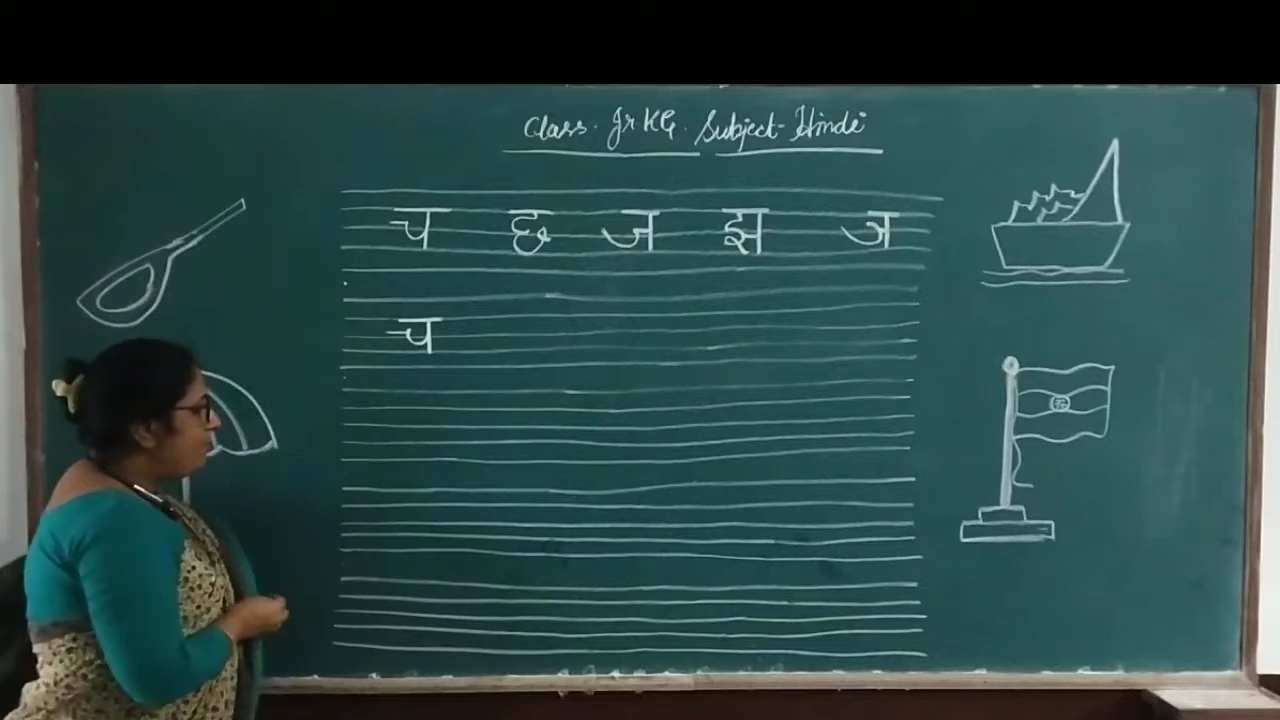 Class. Jr KG. Subject- Hindi
च छ ज झ ञ
च